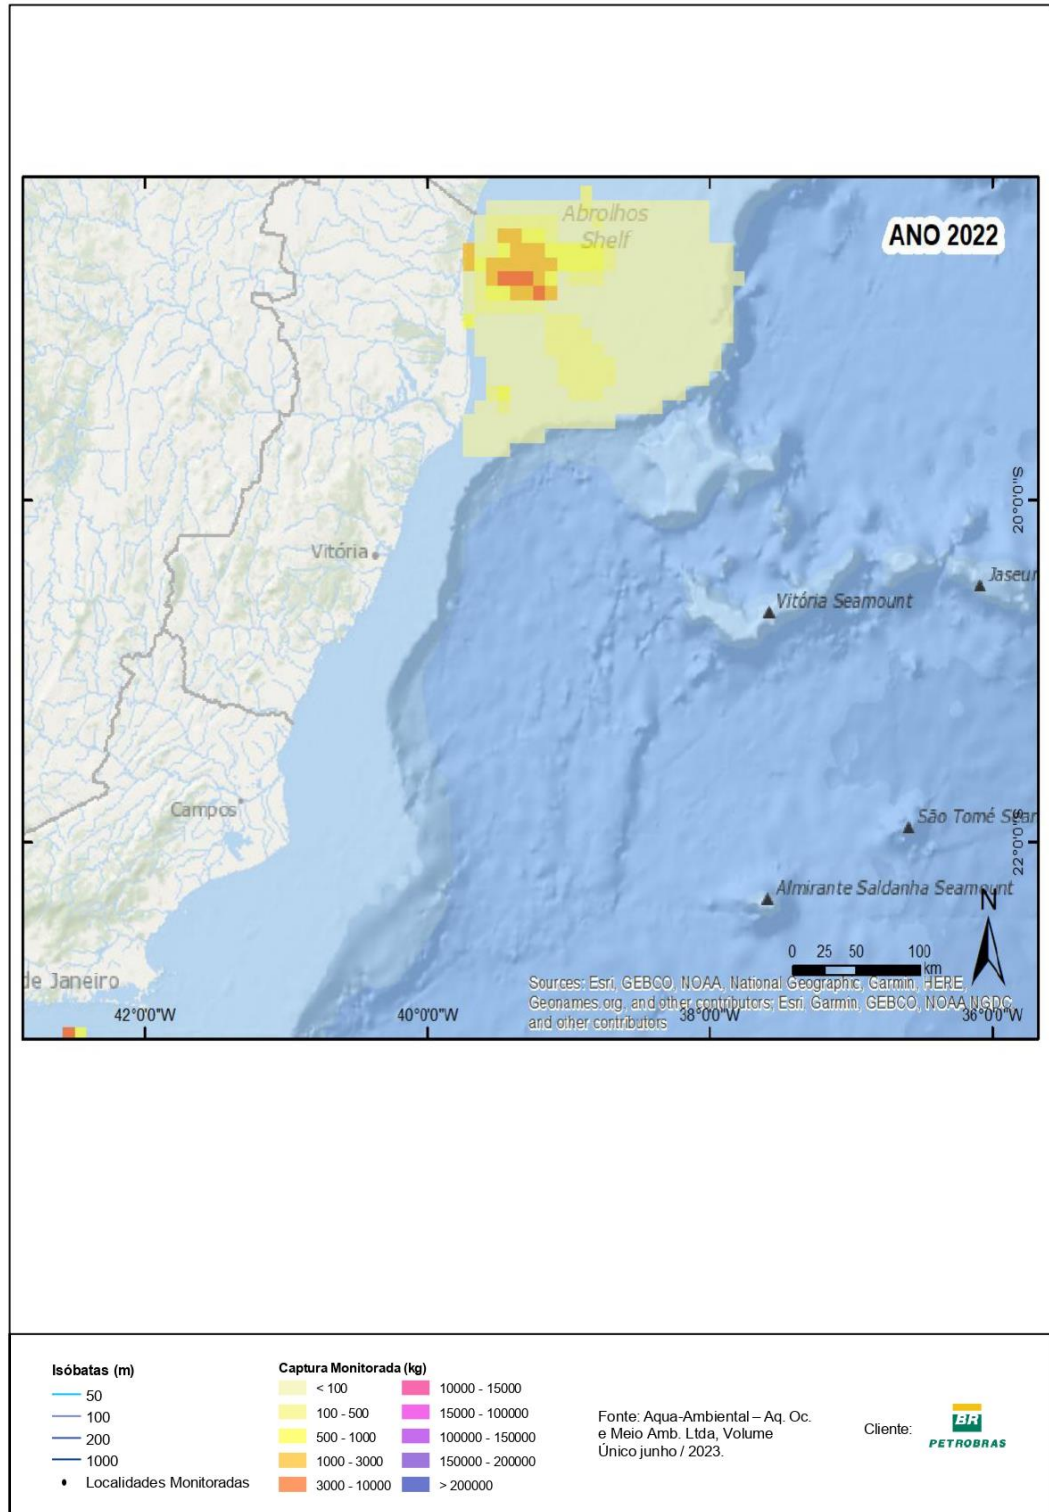 Abrolhos
Shelf
ANO 2022
20°0,0"S
Vitória
Jaseur
Vitória Seamount
Campos
22°0,0"S
Almirante Saldanha Seamount
N
de Janeiro
0 25 50 100
km
Sources: Esri, GEBCO, NOAA, National Geographic, Garmin, HERE,
Geonames.org, and other contributors; Esri, Garmin, GEBCO, NOAA NGDC,
and other contributors
42°0'0"W 40°0'0"W 38°0'0"W 36°0'0"W
Isóbatas (m)
50
100
200
1000
Localidades Monitoradas
Captura Monitorada (kg)
< 100
100 - 500
500 - 1000
1000 - 3000
3000 - 10000
10000 - 15000
15000 - 100000
100000 - 150000
150000 - 200000
> 200000
Fonte: Aqua-Ambiental – Aq. Oc.
e Meio Amb. Ltda, Volume
Único junho / 2023.
Cliente:
BR
PETROBRAS